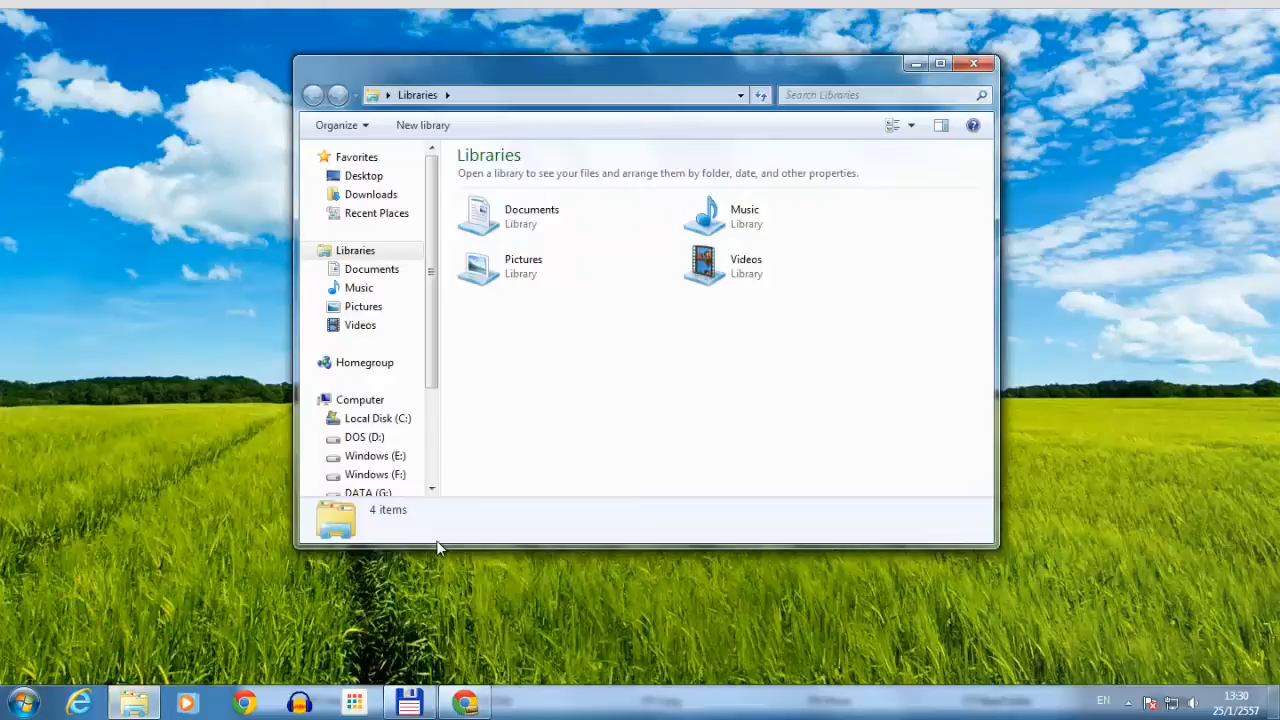 Libraries
Search Libraries
Organize
New library
Favorites
Desktop
Downloads
Recent Places
Libraries
Documents
Music
Pictures
Videos
Homegroup
Computer
Local Disk (C:)
DOS (D:)
Windows (E:)
Windows (F:)
DATA (G:)
Libraries
Open a library to see your files and arrange them by folder, date, and other properties.
Documents
Library
Music
Library
Pictures
Library
Videos
Library
4 items
EN
13:30
25/1/2557